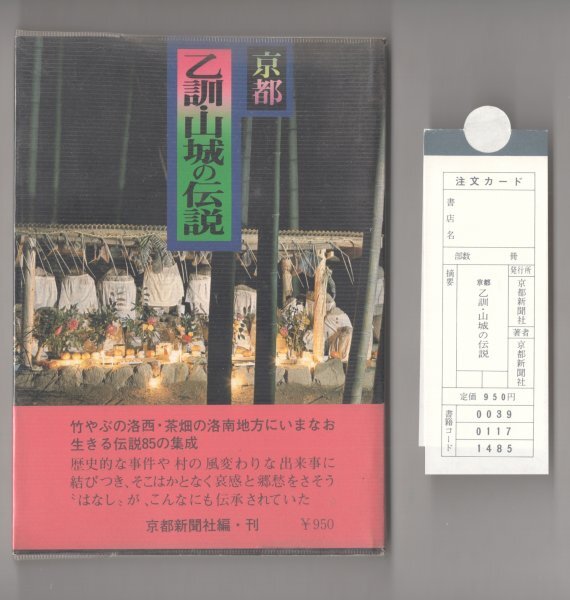 京都
乙訓・山城の伝説
竹やぶの洛西・茶畑の洛南地方にいまなお
生きる伝説85の集成
歴史的な事件や村の風変わりな出来事に
結びつき、そこはかとなく哀感と郷愁をさそう
〝はなし〟が、こんなにも伝承されていた
京都新聞社編・刊 ￥950
注文カード
書店名
部数 冊
摘要
京都 乙訓・山城の伝説
発行所 京都新聞社
著者 京都新聞社
定価 950円
書籍コード
0039
0117
1485